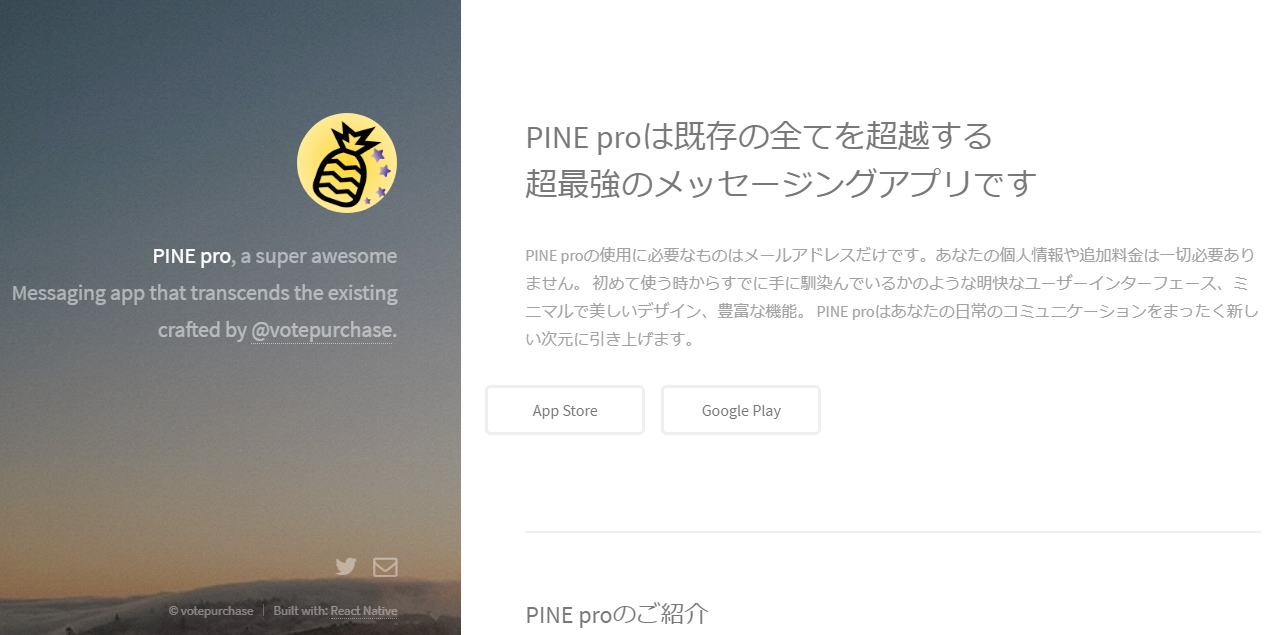 PINE pro, a super awesome
Messaging app that transcends the existing
crafted by @votepurchase.
© votepurchase | Built with: React Native
PINE proは既存の全てを超越する
超最強のメッセージングアプリです
PINE proの使用に必要なものはメールアドレスだけです。あなたの個人情報や追加料金は一切必要あり
ません。 初めて使う時からすでに手に馴染んでいるかのような明快なユーザーインターフェース、ミ
ニマルで美しいデザイン、豊富な機能。 PINE proはあなたの日常のコミュニケーションをまったく新し
い次元に引き上げます。
App Store
Google Play
PINE proのご紹介